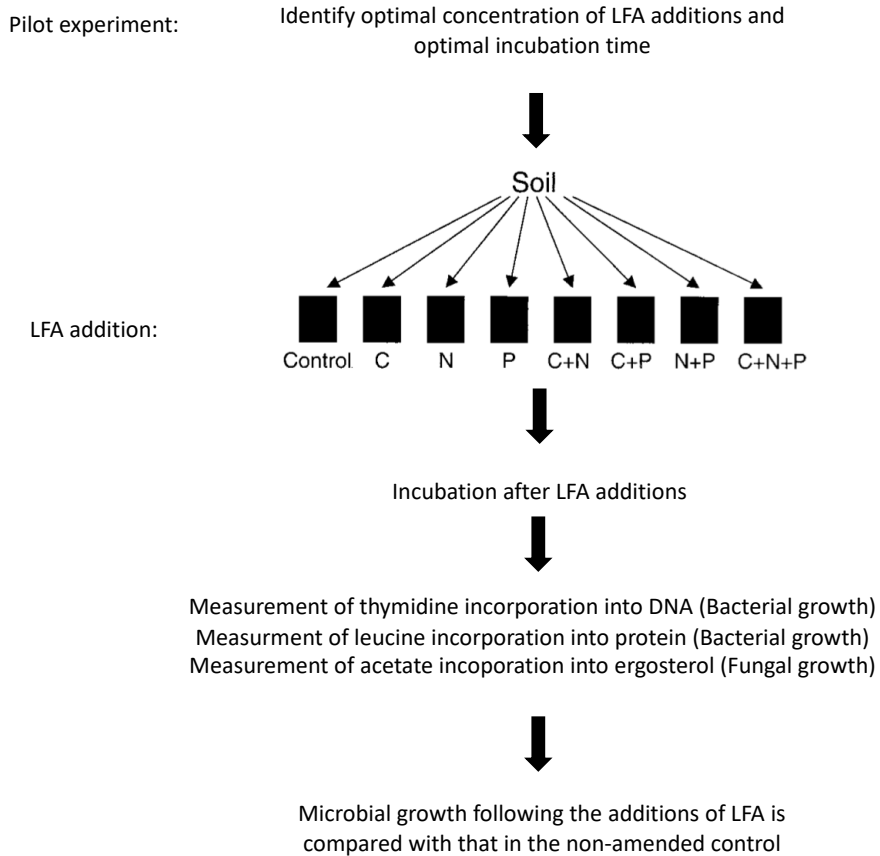 Pilot experiment:
Identify optimal concentration of LFA additions and
optimal incubation time
Soil
LFA addition:
Control C N P C+N C+P N+P C+N+P
Incubation after LFA additions
Measurement of thymidine incorporation into DNA (Bacterial growth)
Measurment of leucine incorporation into protein (Bacterial growth)
Measurement of acetate incoporation into ergosterol (Fungal growth)
Microbial growth following the additions of LFA is
compared with that in the non-amended control